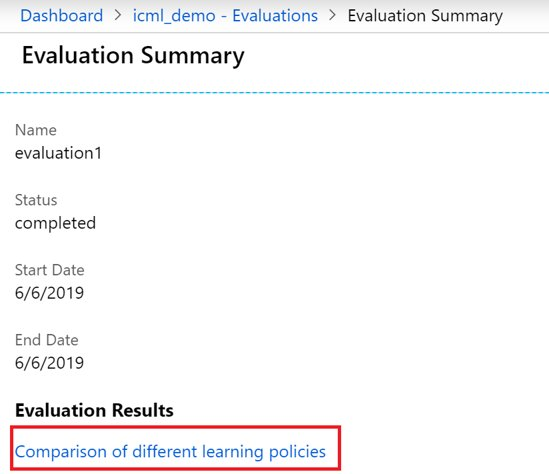 Dashboard > icml_demo - Evaluations > Evaluation Summary
Evaluation Summary
Name
evaluation1
Status
completed
Start Date
6/6/2019
End Date
6/6/2019
Evaluation Results
Comparison of different learning policies